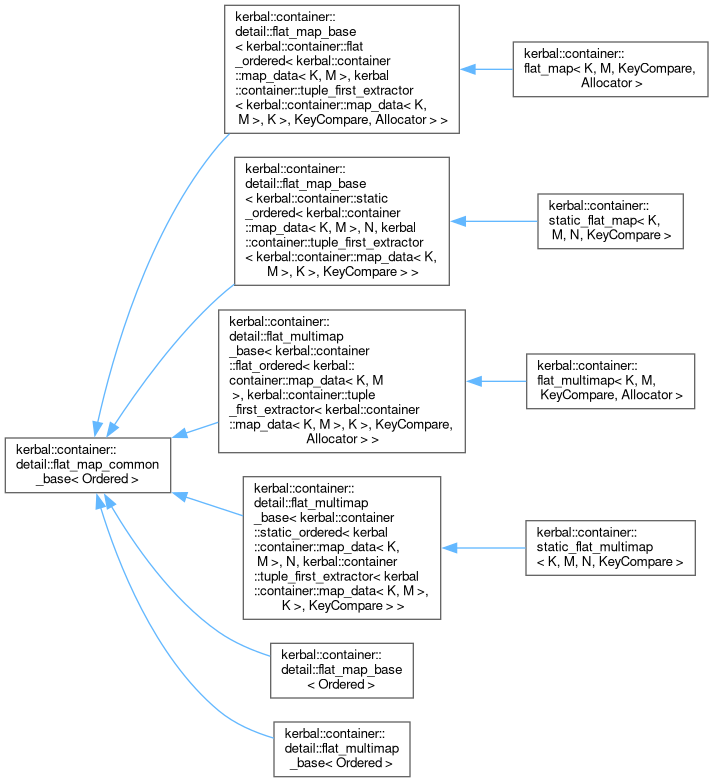 kerbal::container::
detail::flat_map_base
< kerbal::container::flat
_ordered< kerbal::container
::map_data< K, M >, kerbal
::container::tuple_first_extractor
< kerbal::container::map_data< K,
M >, K >, KeyCompare, Allocator > >
kerbal::container::
flat_map< K, M, KeyCompare,
Allocator >
kerbal::container::
detail::flat_map_base
< kerbal::container::static
_ordered< kerbal::container
::map_data< K, M >, N, kerbal
::container::tuple_first_extractor
< kerbal::container::map_data< K,
M >, K >, KeyCompare > >
kerbal::container::
static_flat_map< K,
M, N, KeyCompare >
kerbal::container::
detail::flat_multimap
_base< kerbal::container
::flat_ordered< kerbal::
container::map_data< K, M
>, kerbal::container::tuple
_first_extractor< kerbal::container
::map_data< K, M >, K >, KeyCompare,
Allocator > >
kerbal::container::
flat_multimap< K, M,
KeyCompare, Allocator >
kerbal::container::
detail::flat_map_common
_base< Ordered >
kerbal::container::
detail::flat_multimap
_base< kerbal::container
::static_ordered< kerbal
::container::map_data< K,
M >, N, kerbal::container
::tuple_first_extractor< kerbal
::container::map_data< K, M >,
K >, KeyCompare > >
kerbal::container::
static_flat_multimap
< K, M, N, KeyCompare >
kerbal::container::
detail::flat_map_base
< Ordered >
kerbal::container::
detail::flat_multimap
_base< Ordered >